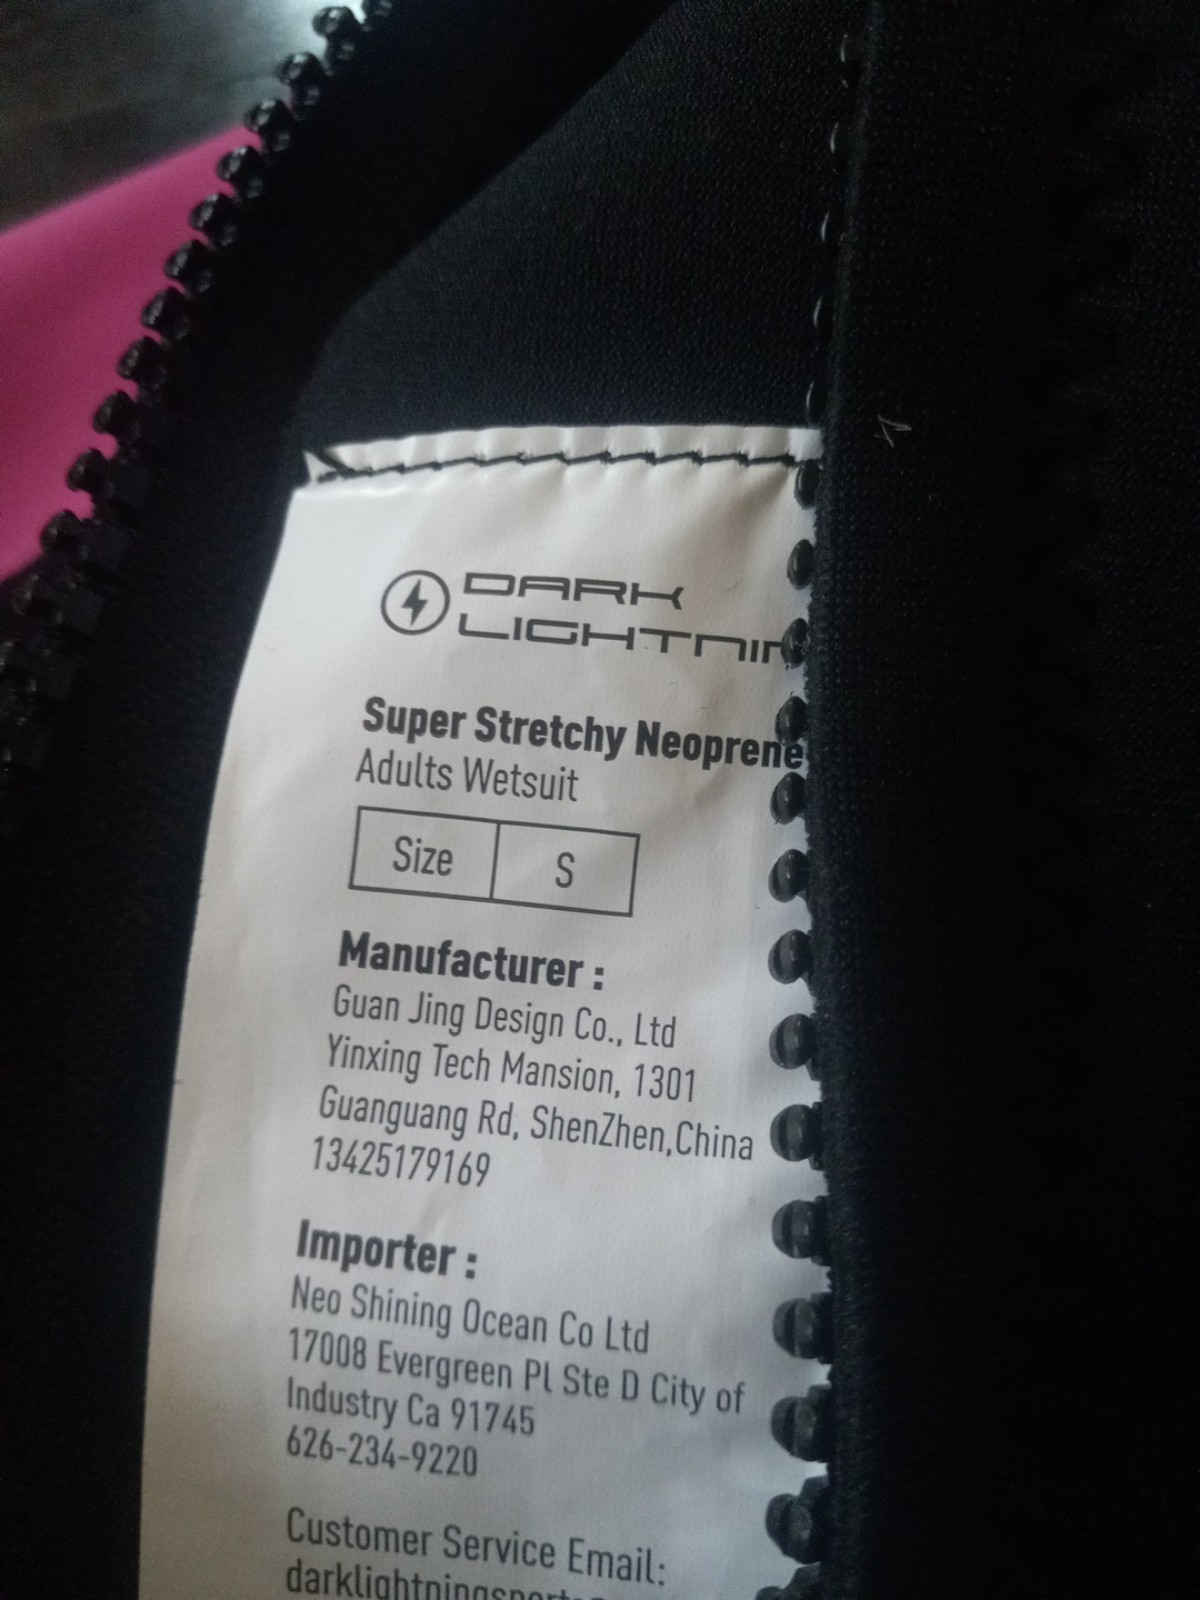 DARK
Super Stretchy Neoprene
Adults Wetsuit
Size S
Manufacturer :
Guan Jing Design Co., Ltd
Yinxing Tech Mansion, 1301
Guanguang Rd, ShenZhen,China
13425179169
Importer :
Neo Shining Ocean Co Ltd
17008 Evergreen Pl Ste D City of
Industry Ca 91745
626-234-9220
Customer Service Email: